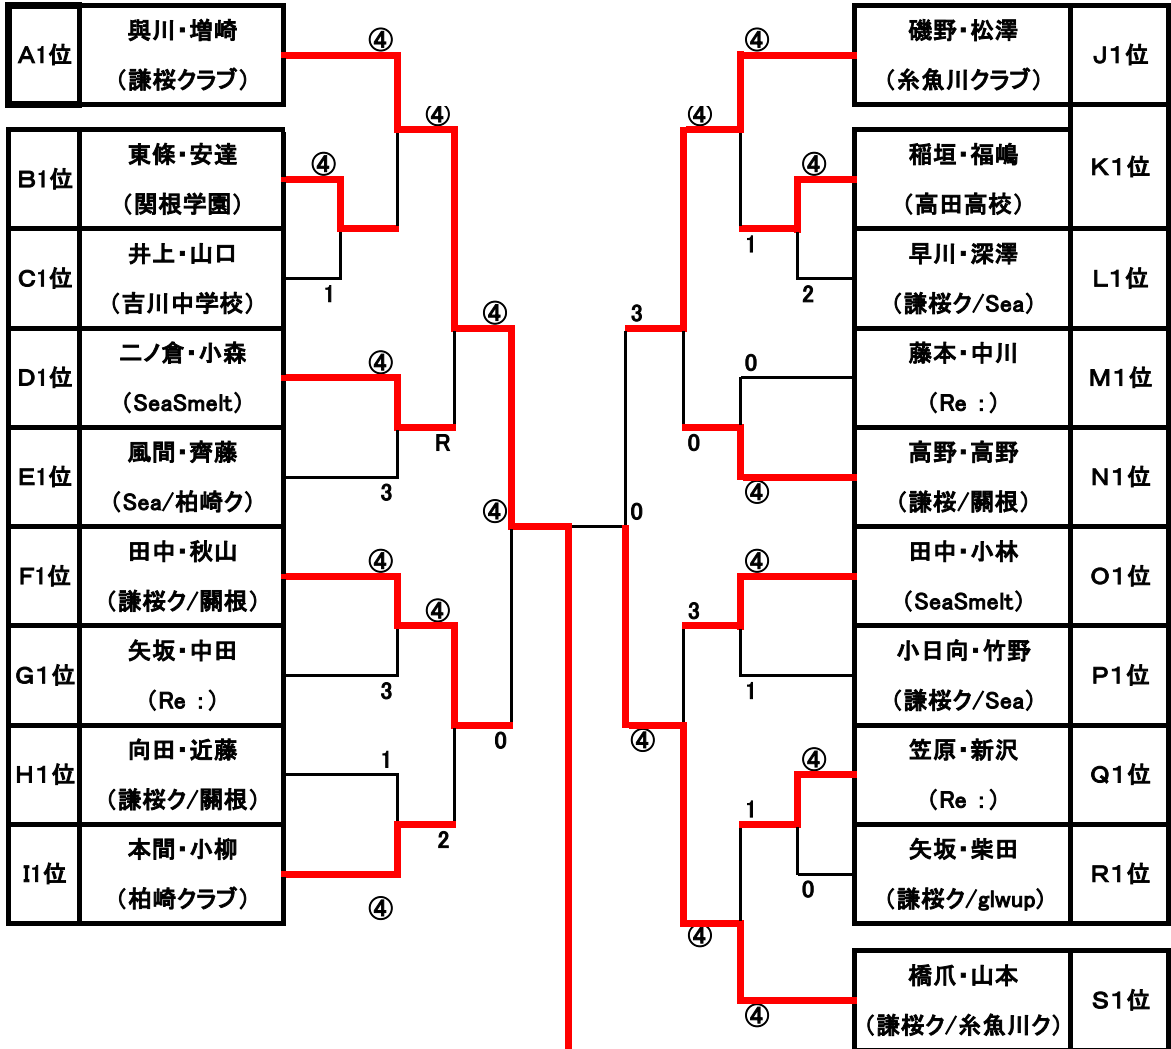 A1位
與川・増崎
(謙桜クラブ)
B1位
東條・安達
(関根学園)
C1位
井上・山口
(吉川中学校)
D1位
二ノ倉・小森
(SeaSmelt)
E1位
風間・齊藤
(Sea/柏崎ク)
F1位
田中・秋山
(謙桜ク/關根)
G1位
矢坂・中田
(Re :)
H1位
向田・近藤
(謙桜ク/關根)
I1位
本間・小柳
(柏崎クラブ)
④
④
④
1
④
④
R
3
④
④
④
3
0
1
2
④
④
④
④
1
2
3
0
0
④
0
④
3
1
④
④
1
0
④
④
磯野・松澤
(糸魚川クラブ)
J1位
稲垣・福嶋
(高田高校)
K1位
早川・深澤
(謙桜ク/Sea)
L1位
藤本・中川
(Re :)
M1位
高野・高野
(謙桜/關根)
N1位
田中・小林
(SeaSmelt)
O1位
小日向・竹野
(謙桜ク/Sea)
P1位
笠原・新沢
(Re :)
Q1位
矢坂・柴田
(謙桜ク/glwup)
R1位
橋爪・山本
(謙桜ク/糸魚川ク)
S1位